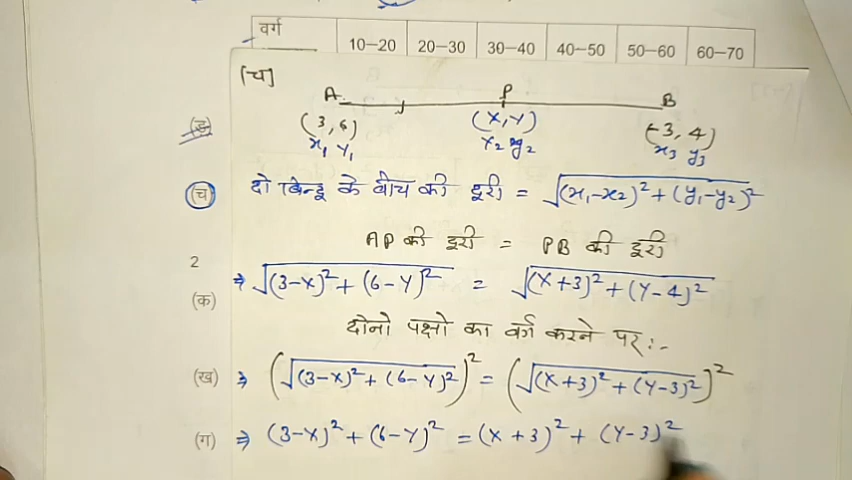 वर्ग
10–20 20–30 30–40 40–50 50–60 60–70
(च)
A P B
(3, 6) (X, Y) (-3, 4)
x₁ y₁ x₂ y₂ x₃ y₃
(ङ)
(च) दो बिन्दू के बीच की दूरी = √(x₁-x₂)² + (y₁-y₂)²
AP की दूरी = PB की दूरी
2
⇒ √(3-X)² + (6-Y)² = √(X+3)² + (Y-4)²
(क)
दोनो पक्षो का वर्ग करने पर:-
(ख) ⇒ (√(3-X)² + (6-Y)²)² = (√(X+3)² + (Y-3)²)²
(ग) ⇒ (3-X)² + (6-Y)² = (X+3)² + (Y-3)²